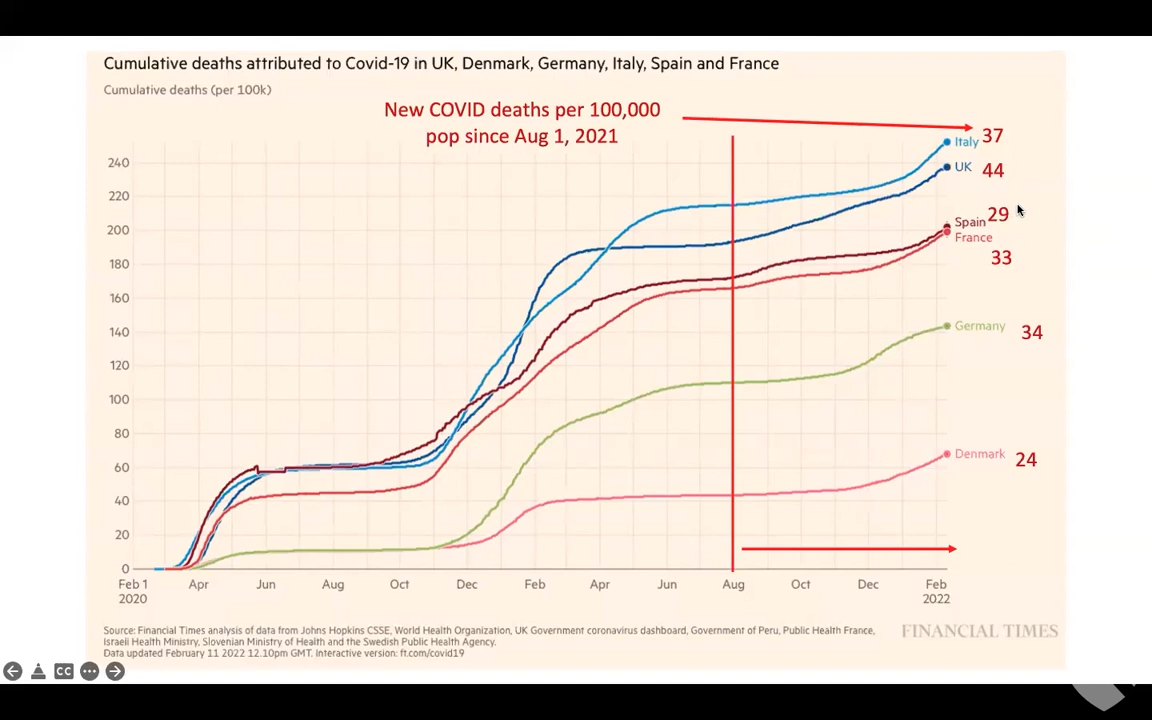 Cumulative deaths attributed to Covid-19 in UK, Denmark, Germany, Italy, Spain and France
Cumulative deaths (per 100k)
New COVID deaths per 100,000
pop since Aug 1, 2021
Italy 37
UK 44
Spain 29
France
33
Germany 34
Denmark 24
240
220
200
180
160
140
120
100
80
60
40
20
0
Feb 1 Apr Jun Aug Oct Dec Feb Apr Jun Aug Oct Dec Feb
2020 2022
Source: Financial Times analysis of data from Johns Hopkins CSSE, World Health Organization, UK Government coronavirus dashboard, Government of Peru, Public Health France,
Israeli Health Ministry, Slovenian Ministry of Health and the Swedish Public Health Agency.
Data updated February 11 2022 12.10pm GMT. Interactive version: ft.com/covid19
FINANCIAL TIMES
CC